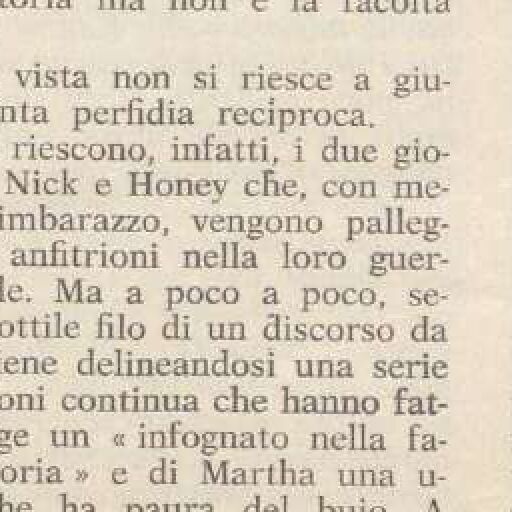 toria ma non è la facoltà
vista non si riesce a giu-
nta perfidia reciproca.
riescono, infatti, i due gio-
Nick e Honey che, con me-
imbarazzo, vengono palleg-
anfitrioni nella loro guer-
le. Ma a poco a poco, se-
ottile filo di un discorso da
iene delineandosi una serie
oni continua che hanno fat-
ge un « infognato nella fa-
oria » e di Martha una u-
he ha paura del buio. A